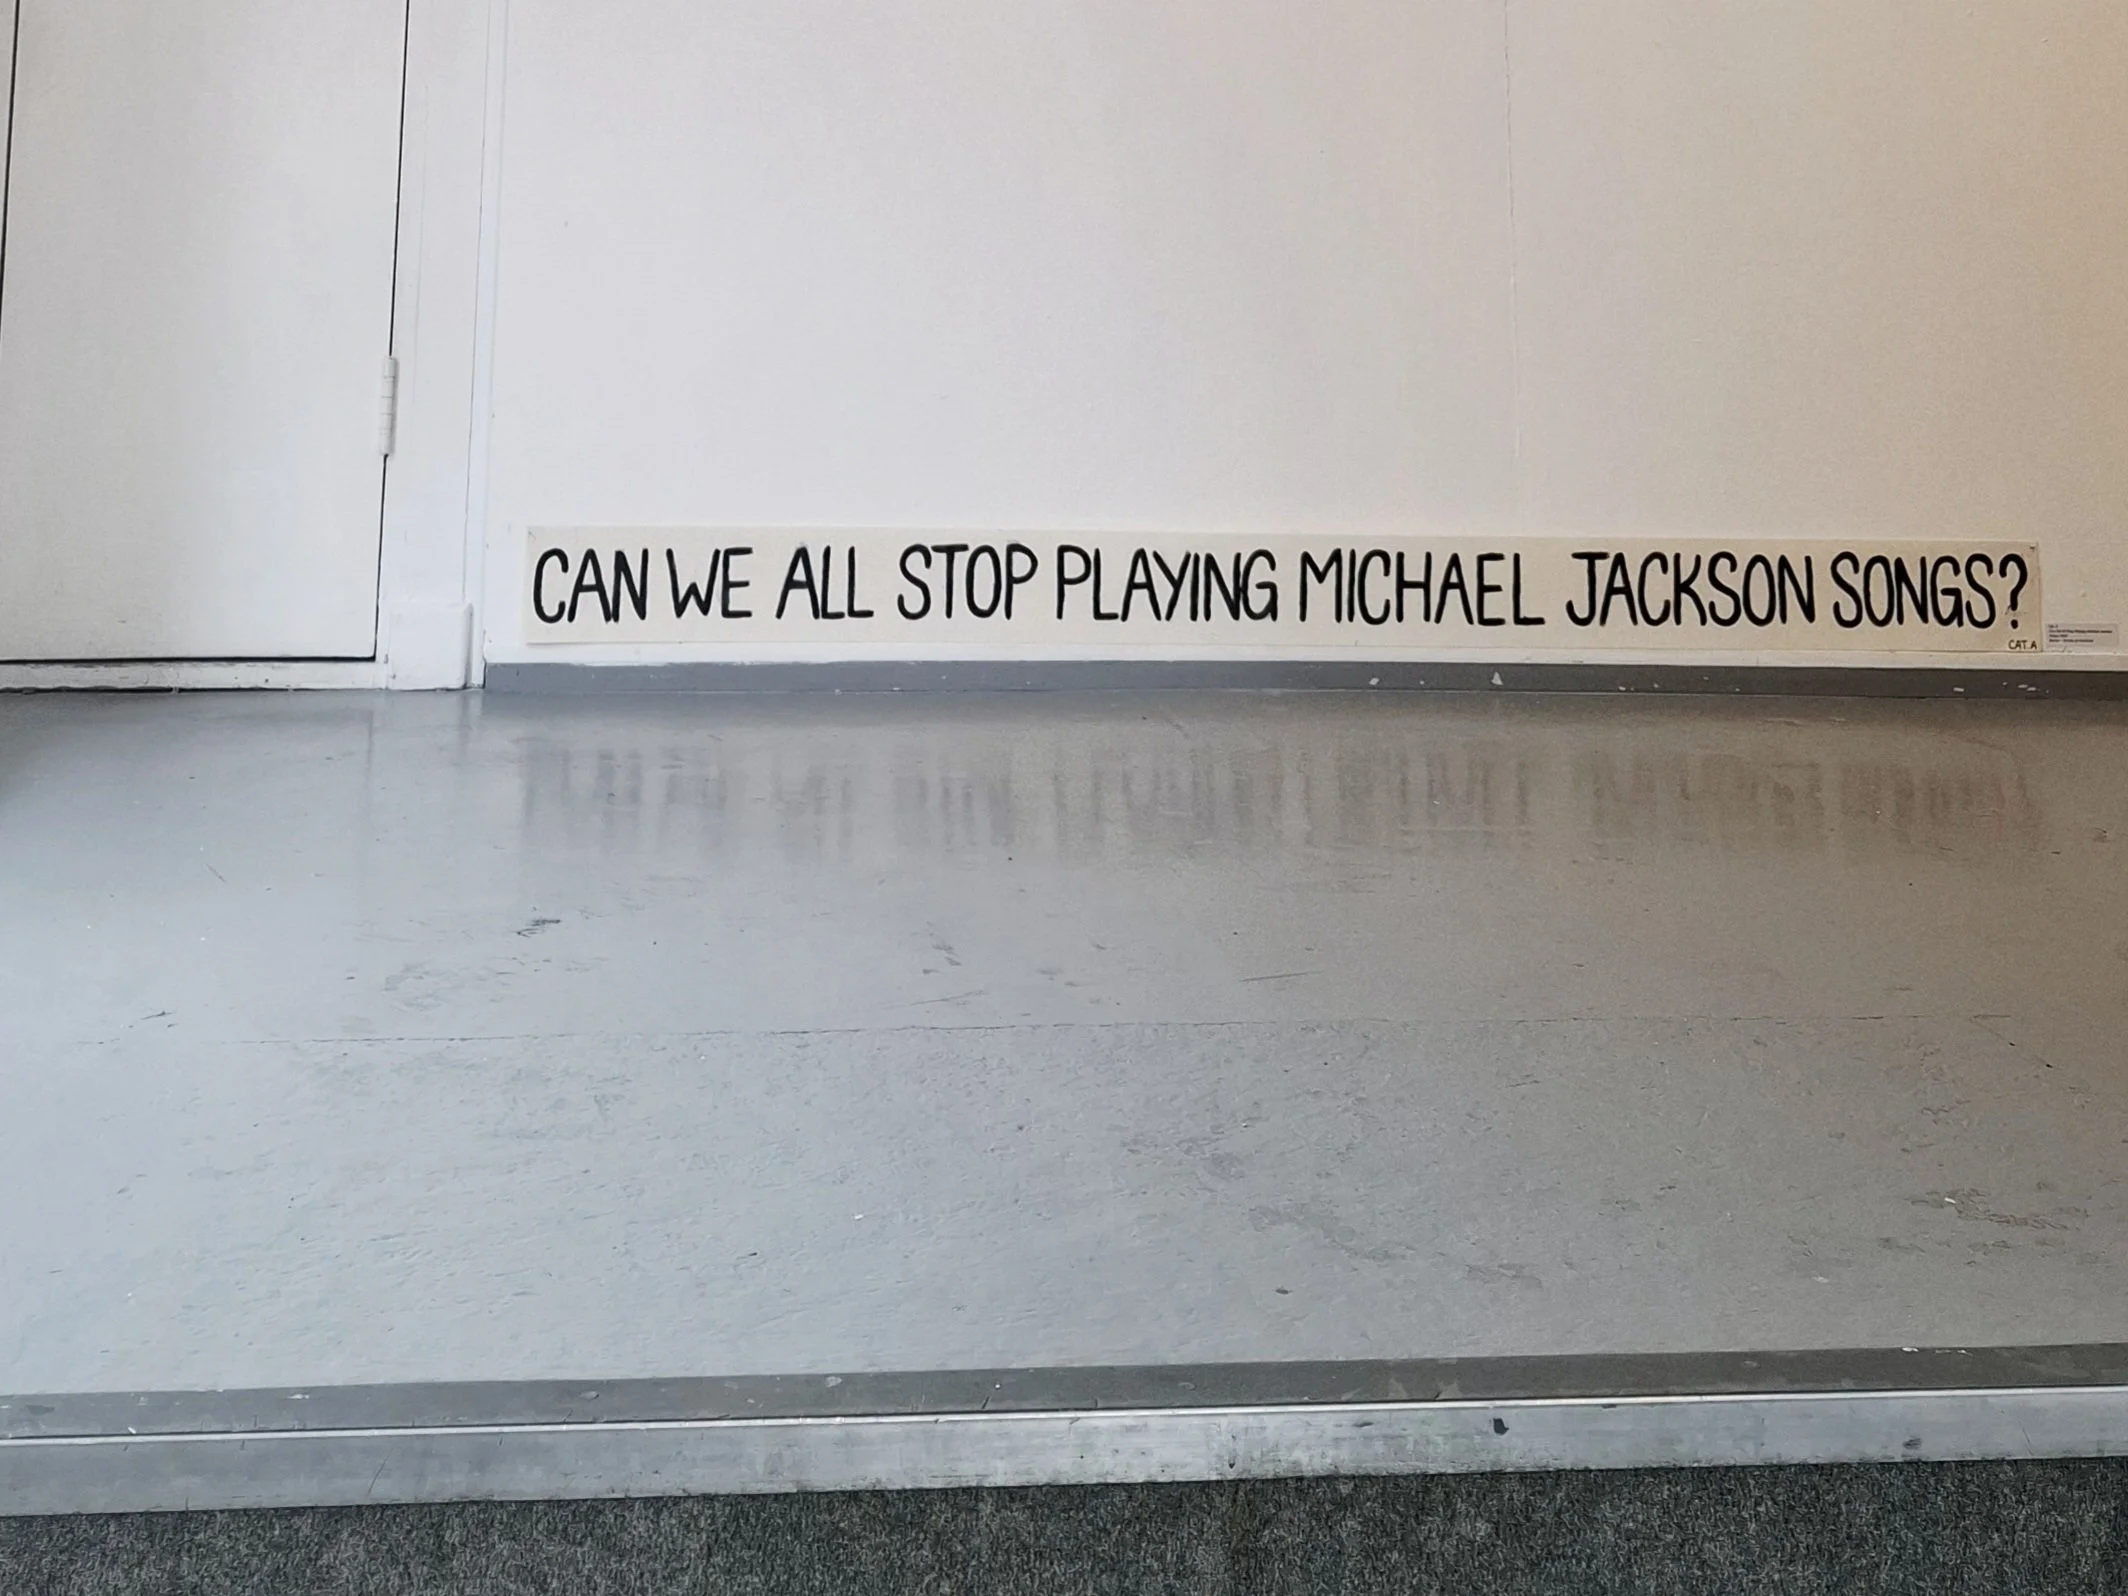 CAN WE ALL STOP PLAYING MICHAEL JACKSON SONGS?
CAT.A